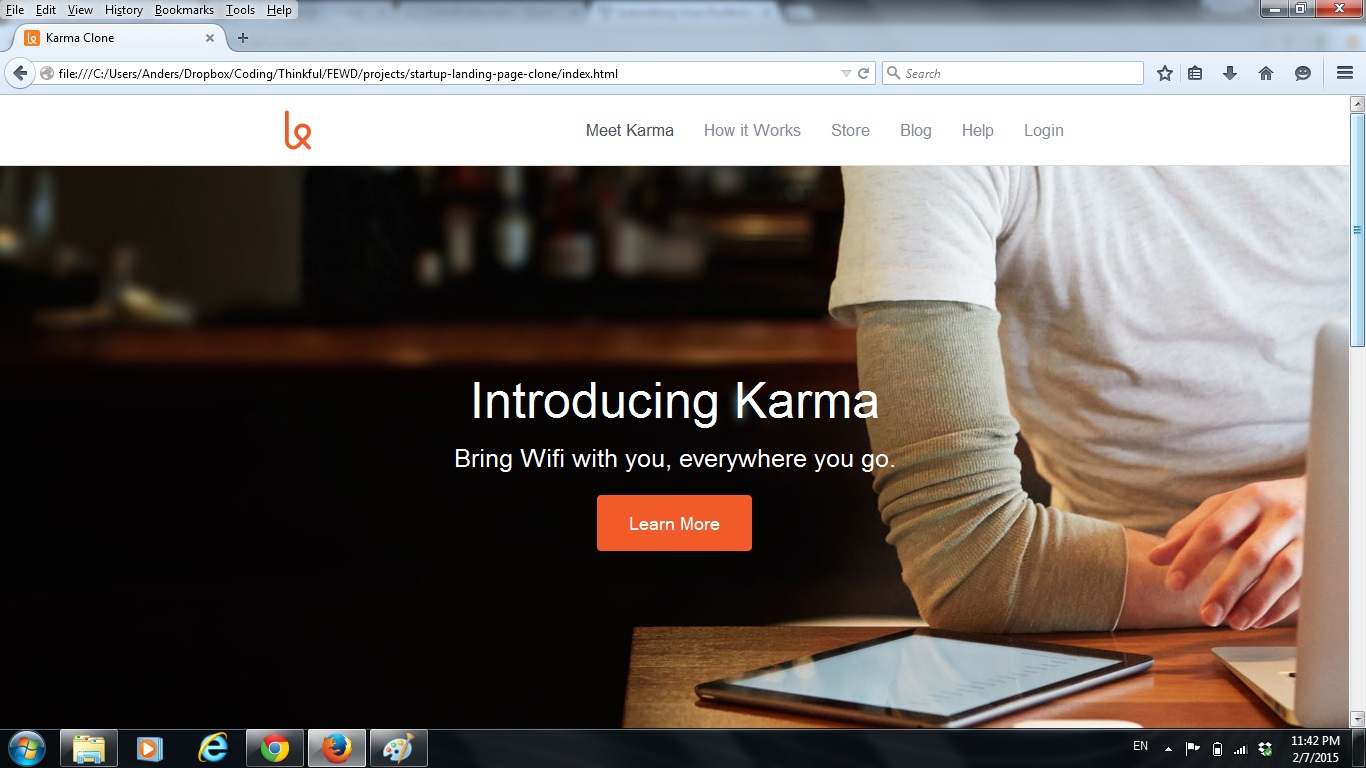 File Edit View History Bookmarks Tools Help
Karma Clone
file:///C:/Users/Anders/Dropbox/Coding/Thinkful/FEWD/projects/startup-landing-page-clone/index.html
Search
Meet Karma How it Works Store Blog Help Login
Introducing Karma
Bring Wifi with you, everywhere you go.
Learn More
EN
11:42 PM
2/7/2015